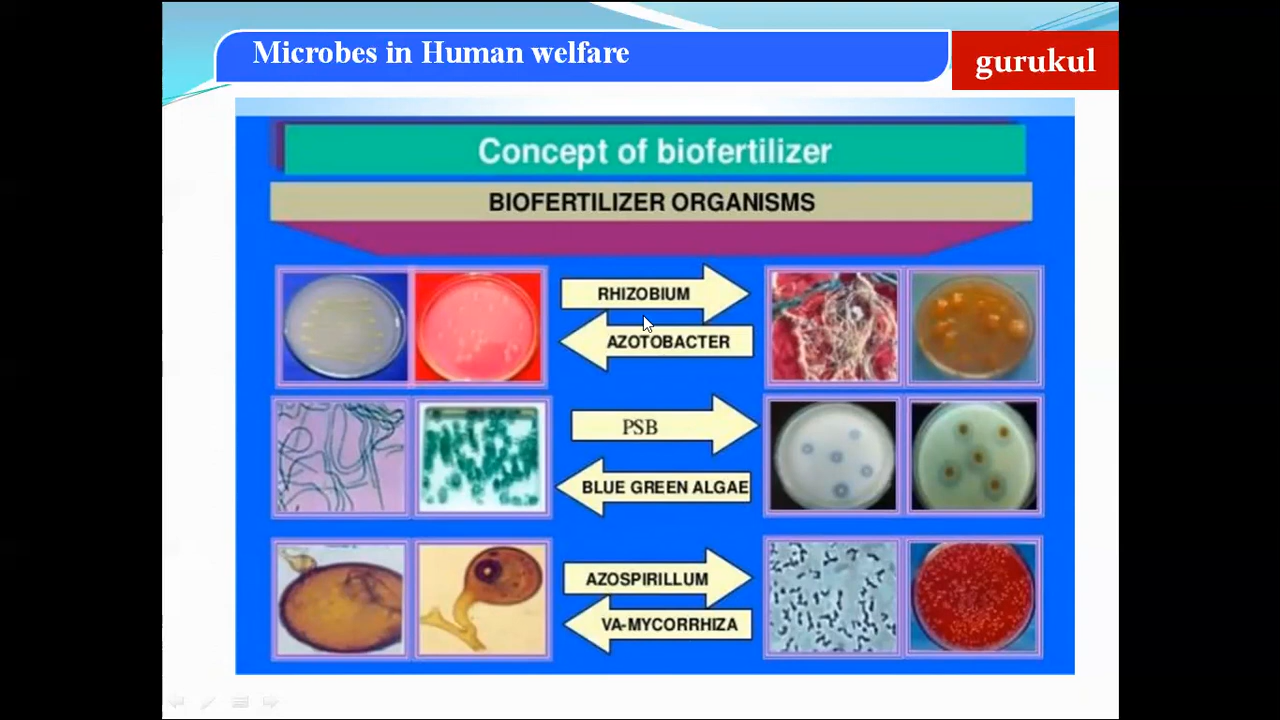 Microbes in Human welfare
gurukul
Concept of biofertilizer
BIOFERTILIZER ORGANISMS
RHIZOBIUM
AZOTOBACTER
PSB
BLUE GREEN ALGAE
AZOSPIRILLUM
VA-MYCORRHIZA